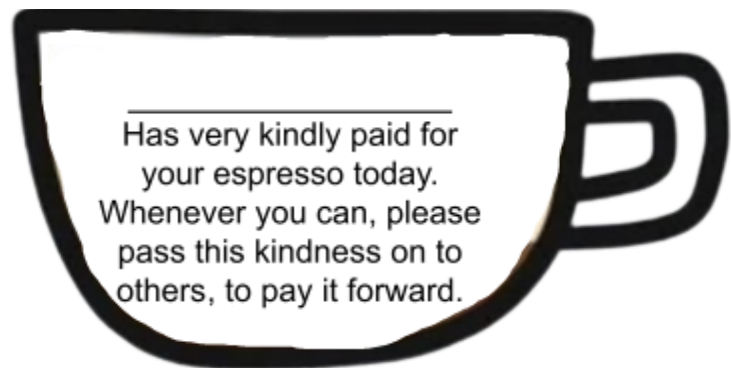 Has very kindly paid for
your espresso today.
Whenever you can, please
pass this kindness on to
others, to pay it forward.